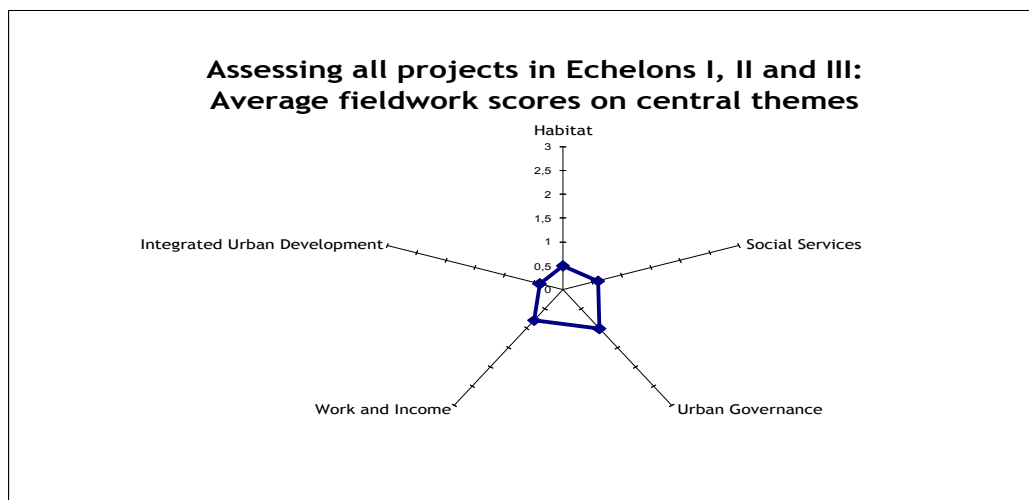 Assessing all projects in Echelons I, II and III:
Average fieldwork scores on central themes
Habitat
3
2,5
2
1,5
1
0,5
0
Integrated Urban Development
Social Services
Work and Income
Urban Governance